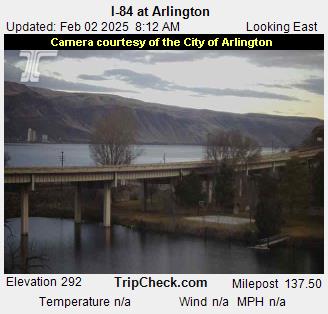 I-84 at Arlington
Updated: Feb 02 2025 8:12 AM Looking East
Camera courtesy of the City of Arlington
Elevation 292 TripCheck.com Milepost 137.50
Temperature n/a Wind n/a MPH n/a